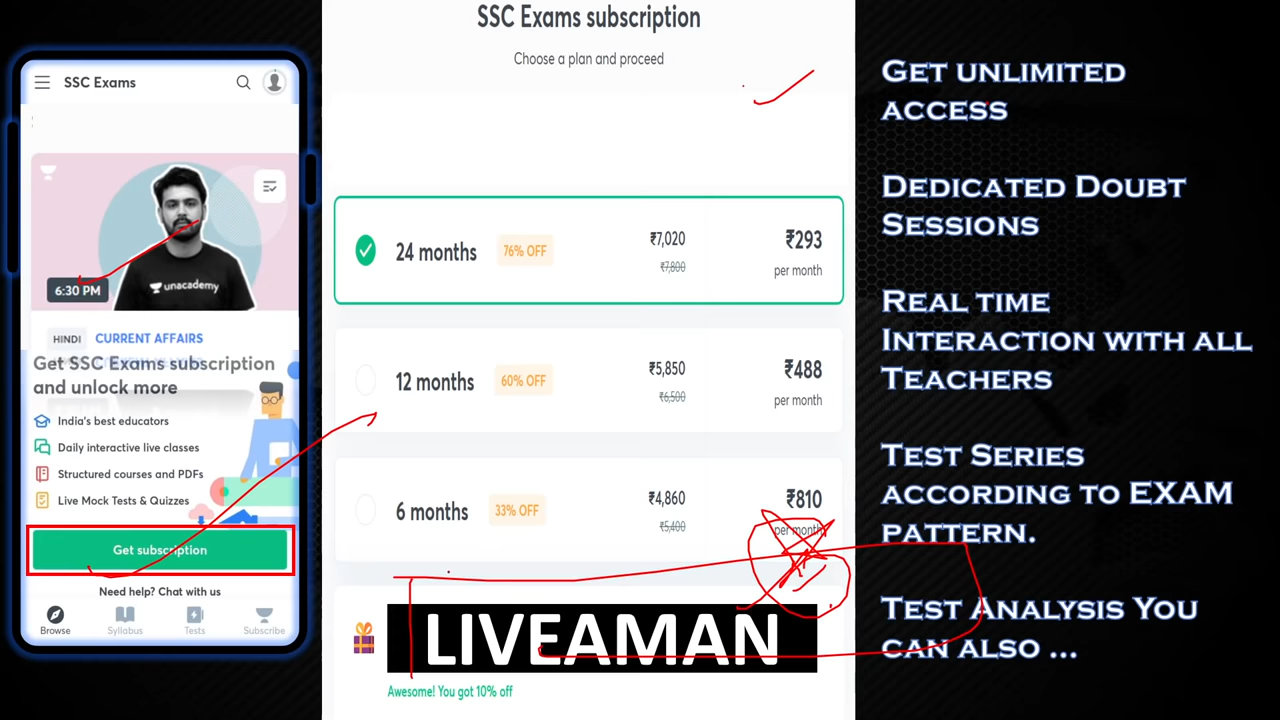 SSC Exams
unacademy
6:30 PM
HINDI CURRENT AFFAIRS
Get SSC Exams subscription
and unlock more
India's best educators
Daily interactive live classes
Structured courses and PDFs
Live Mock Tests & Quizzes
Get subscription
Need help? Chat with us
Browse Syllabus Tests Subscribe
SSC Exams subscription
Choose a plan and proceed
24 months 76% OFF ₹7,020 ₹293
₹7,800 per month
12 months 60% OFF ₹5,850 ₹488
₹6,500 per month
6 months 33% OFF ₹4,860 ₹810
₹5,400 per month
LIVEAMAN
Awesome! You got 10% off
Get unlimited
access
Dedicated Doubt
Sessions
Real time
Interaction with all
Teachers
Test Series
according to EXAM
pattern.
Test Analysis You
can also ...